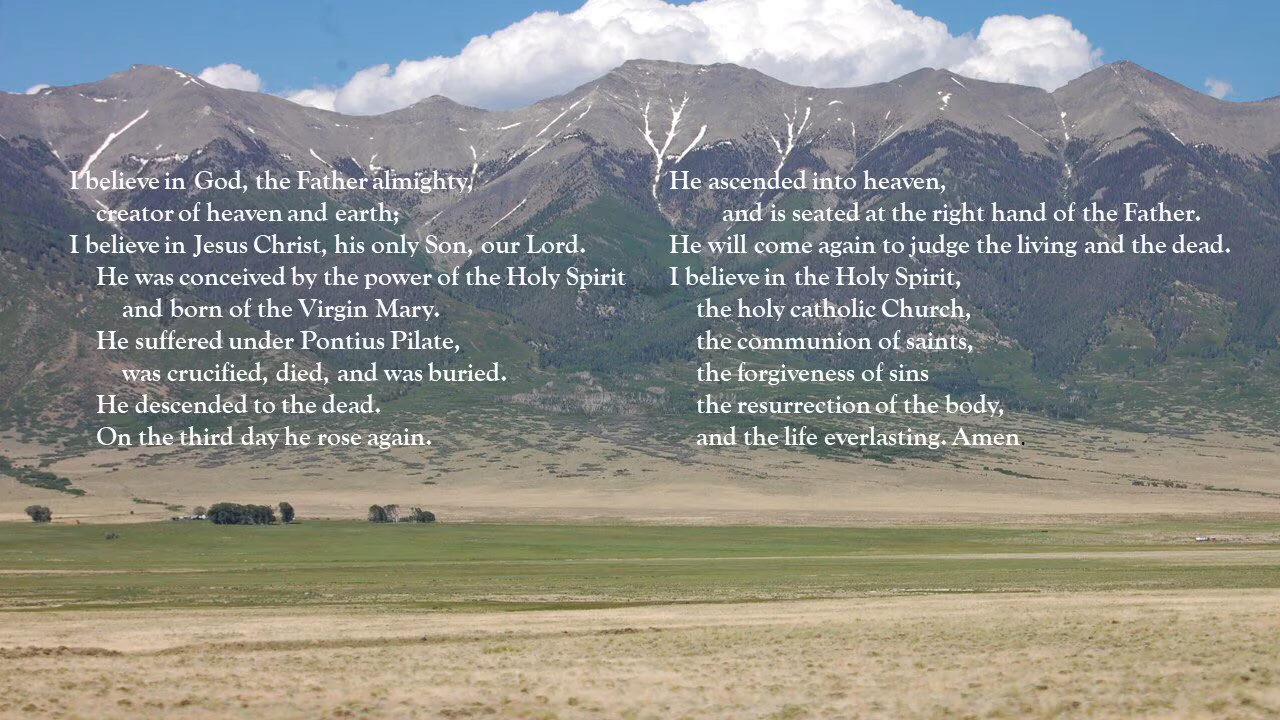 I believe in God, the Father almighty,
creator of heaven and earth;
I believe in Jesus Christ, his only Son, our Lord.
He was conceived by the power of the Holy Spirit
and born of the Virgin Mary.
He suffered under Pontius Pilate,
was crucified, died, and was buried.
He descended to the dead.
On the third day he rose again.
He ascended into heaven,
and is seated at the right hand of the Father.
He will come again to judge the living and the dead.
I believe in the Holy Spirit,
the holy catholic Church,
the communion of saints,
the forgiveness of sins
the resurrection of the body,
and the life everlasting. Amen.